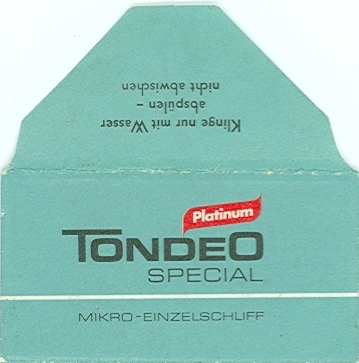 Klinge nur mit Wasser
abspülen –
nicht abwischen
Platinum
TONDEO
SPECIAL
MIKRO-EINZELSCHLIFF